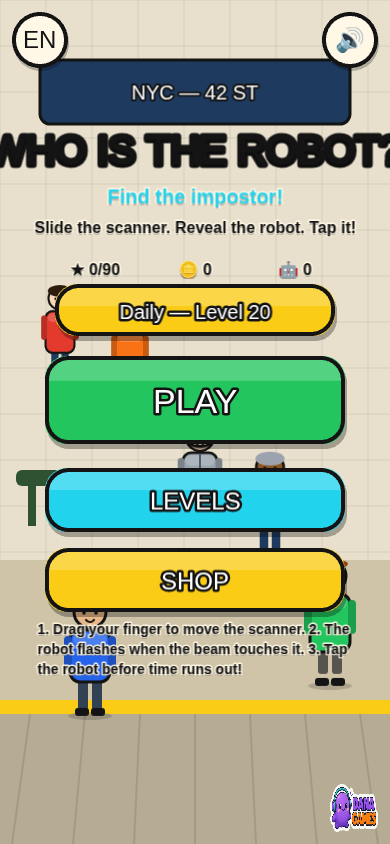 EN
NYC — 42 ST
WHO IS THE ROBOT?
Find the impostor!
Slide the scanner. Reveal the robot. Tap it!
★ 0/90 0 0
Daily — Level 20
PLAY
LEVELS
SHOP
1. Drag your finger to move the scanner. 2. The
robot flashes when the beam touches it. 3. Tap
the robot before time runs out!
BANA
GAMES